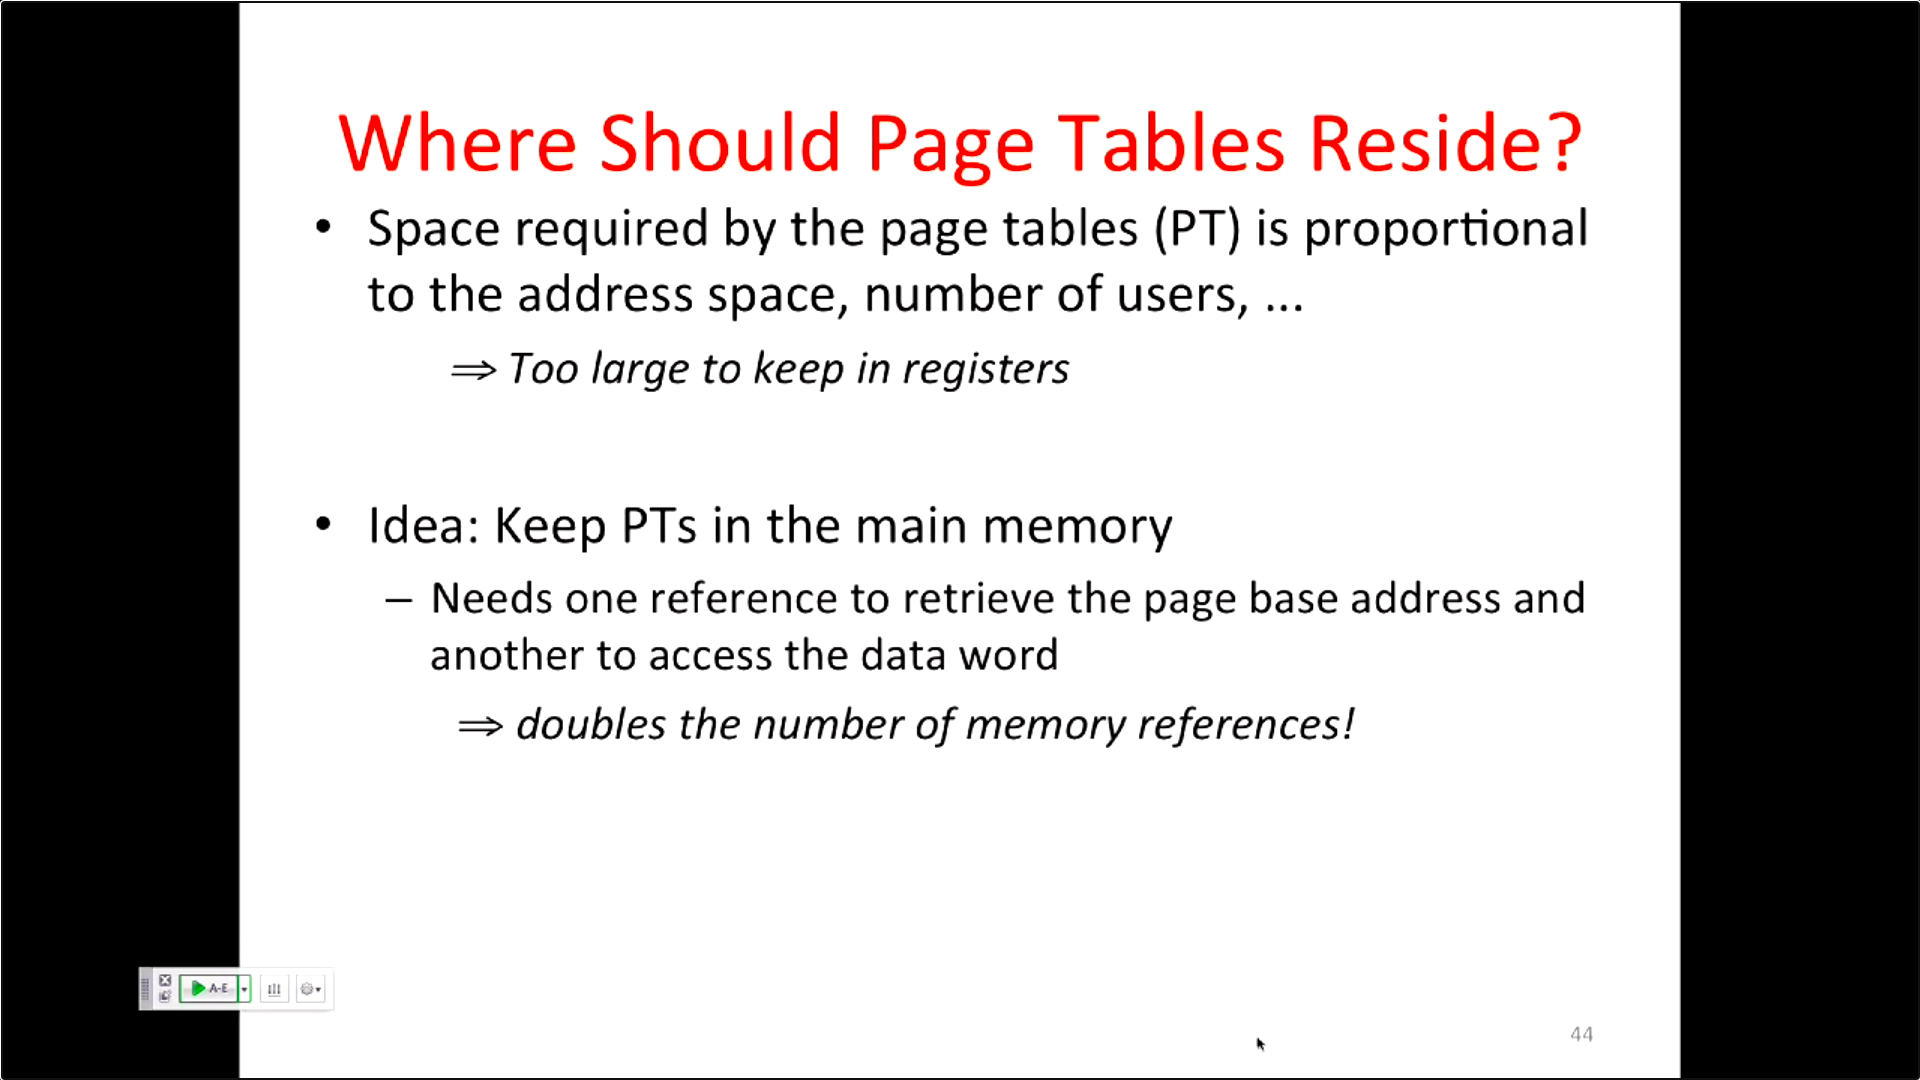 Where Should Page Tables Reside?
• Space required by the page tables (PT) is proportional
to the address space, number of users, ...
⇒ Too large to keep in registers
• Idea: Keep PTs in the main memory
– Needs one reference to retrieve the page base address and
another to access the data word
⇒ doubles the number of memory references!
A-E
44